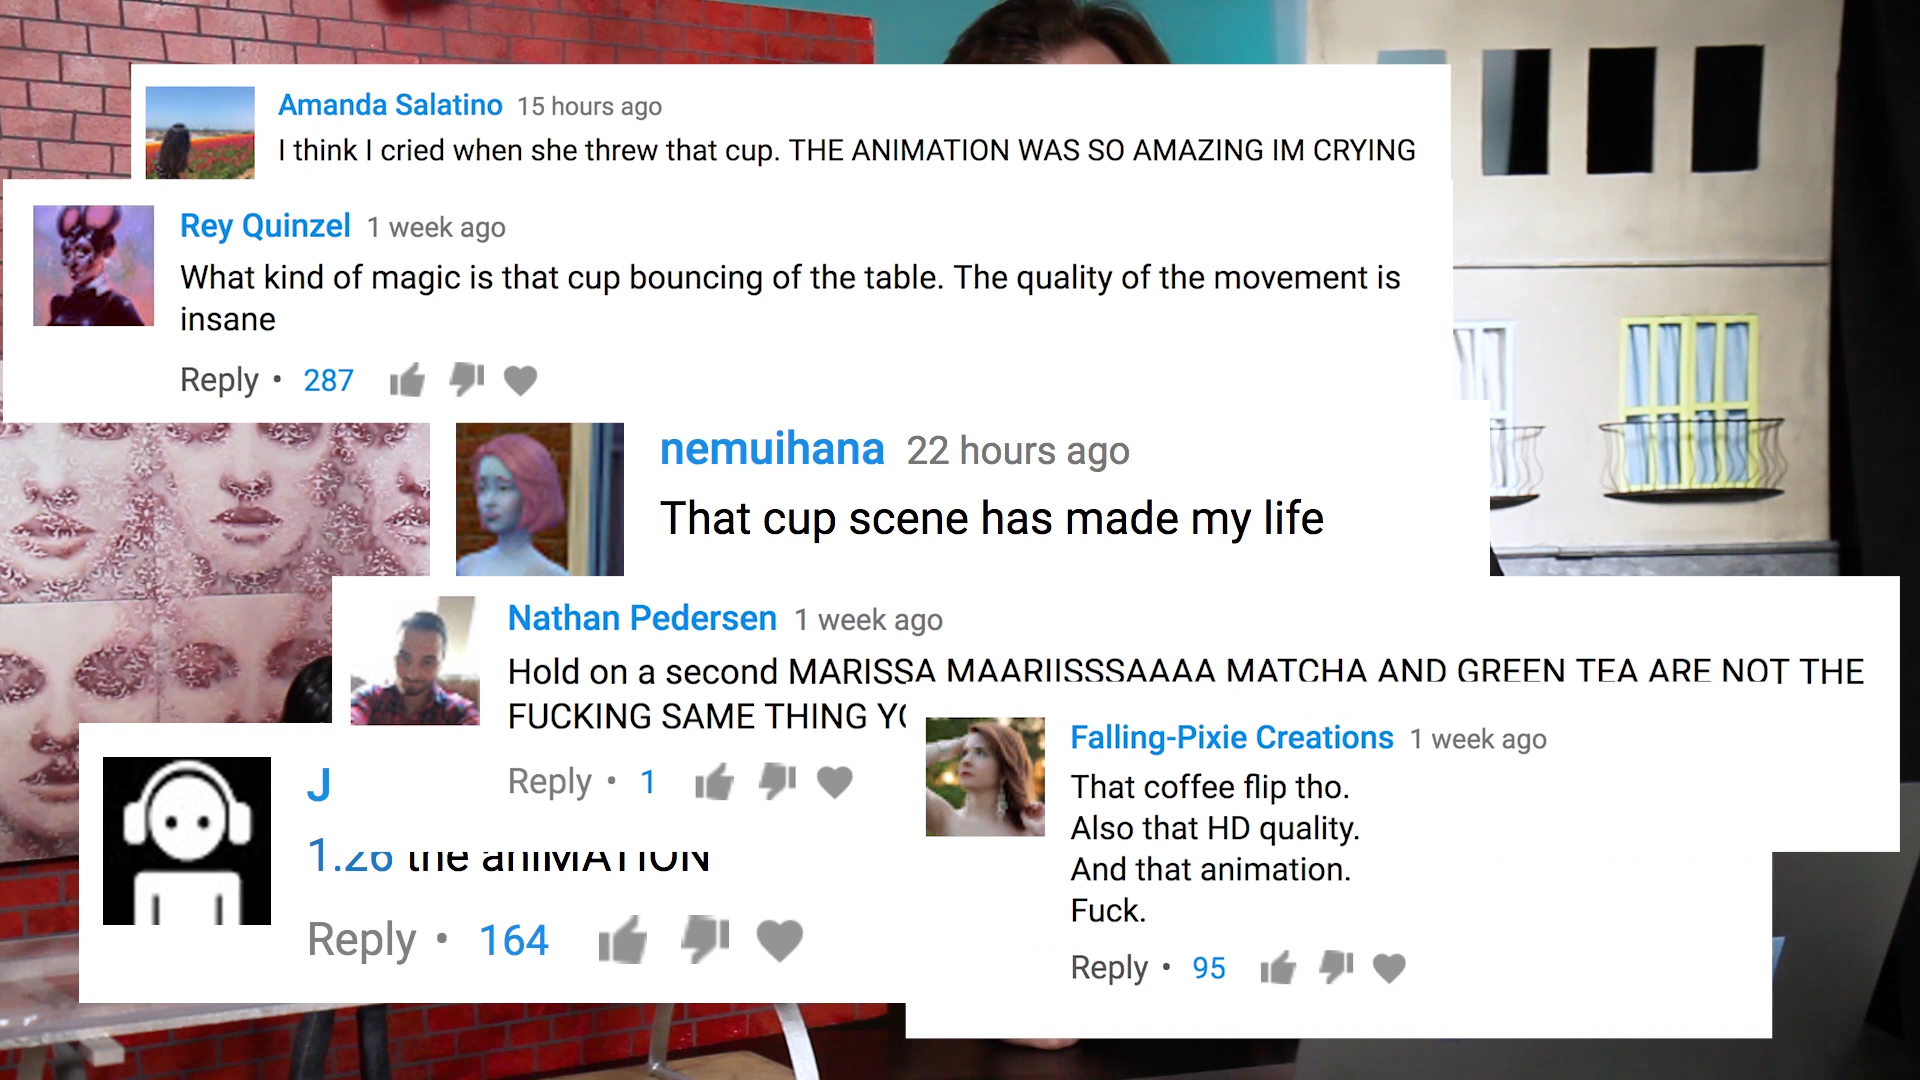 Amanda Salatino 15 hours ago
I think I cried when she threw that cup. THE ANIMATION WAS SO AMAZING IM CRYING
Rey Quinzel 1 week ago
What kind of magic is that cup bouncing of the table. The quality of the movement is
insane
Reply • 287
nemuihana 22 hours ago
That cup scene has made my life
Nathan Pedersen 1 week ago
Hold on a second MARISSA MAARIISSSAAAA MATCHA AND GREEN TEA ARE NOT THE
FUCKING SAME THING
Reply • 1
J
1.26 the aniMATION
Reply • 164
Falling-Pixie Creations 1 week ago
That coffee flip tho.
Also that HD quality.
And that animation.
Fuck.
Reply • 95